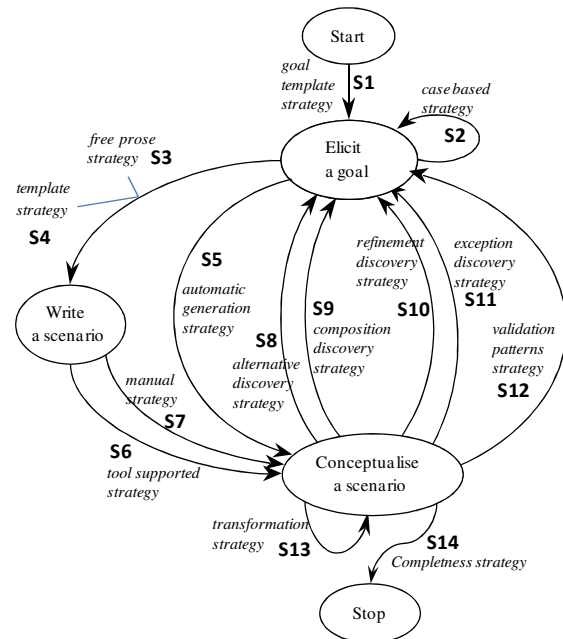 Start
goal
template
strategy
S1
case based
strategy
S2
Elicit
a goal
free prose
strategy S3
template
strategy
S4
S5
automatic
generation
strategy
refinement
discovery
strategy
S10
exception
discovery
strategy
S11
S9
composition
discovery
strategy
S8
alternative
discovery
strategy
validation
patterns
strategy
S12
Write
a scenario
manual
strategy
S7
S6
tool supported
strategy
Conceptualise
a scenario
transformation
strategy
S13
S14
Completness strategy
Stop